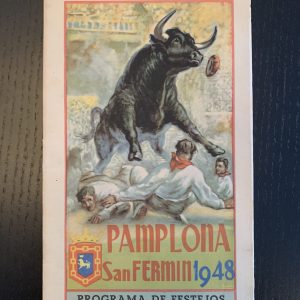 PAMPLONA
San FERMIN 1948
PROGRAMA DE FESTEJOS